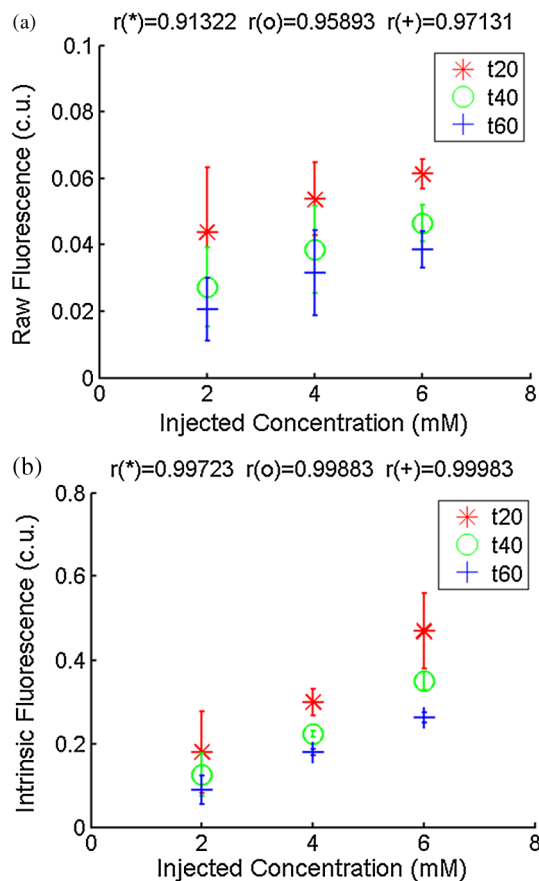 (a) r(*)=0.91322 r(o)=0.95893 r(+)=0.97131
0.1
t20
t40
t60
0.08
0.06
0.04
0.02
0
Raw Fluorescence (c.u.)
0 2 4 6 8
Injected Concentration (mM)
(b) r(*)=0.99723 r(o)=0.99883 r(+)=0.99983
0.8
t20
t40
t60
0.6
0.4
0.2
0
Intrinsic Fluorescence (c.u.)
0 2 4 6 8
Injected Concentration (mM)